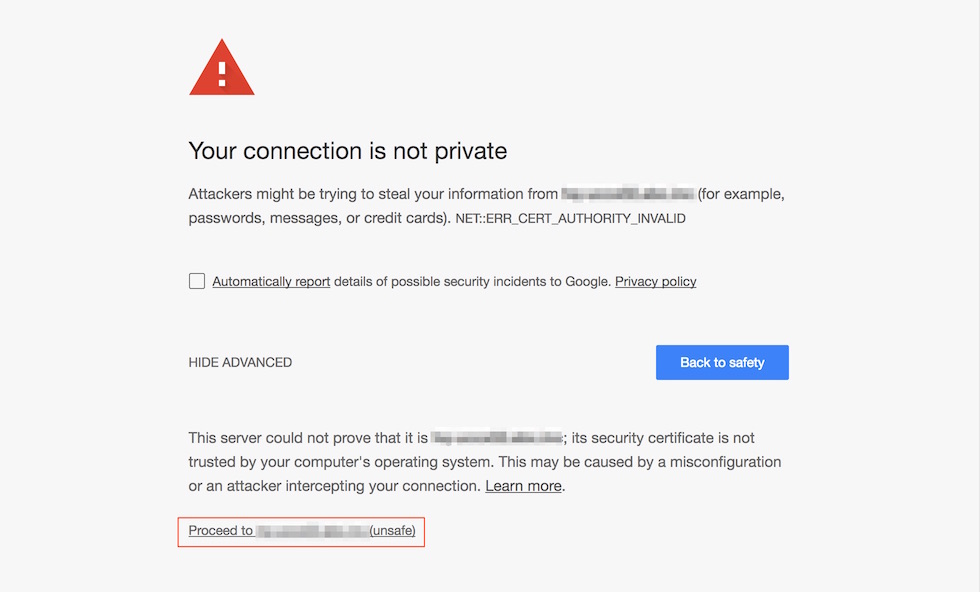 Your connection is not private
Attackers might be trying to steal your information from (for example,
passwords, messages, or credit cards). NET::ERR_CERT_AUTHORITY_INVALID
Automatically report details of possible security incidents to Google. Privacy policy
HIDE ADVANCED
Back to safety
This server could not prove that it is ; its security certificate is not
trusted by your computer's operating system. This may be caused by a misconfiguration
or an attacker intercepting your connection. Learn more.
Proceed to (unsafe)